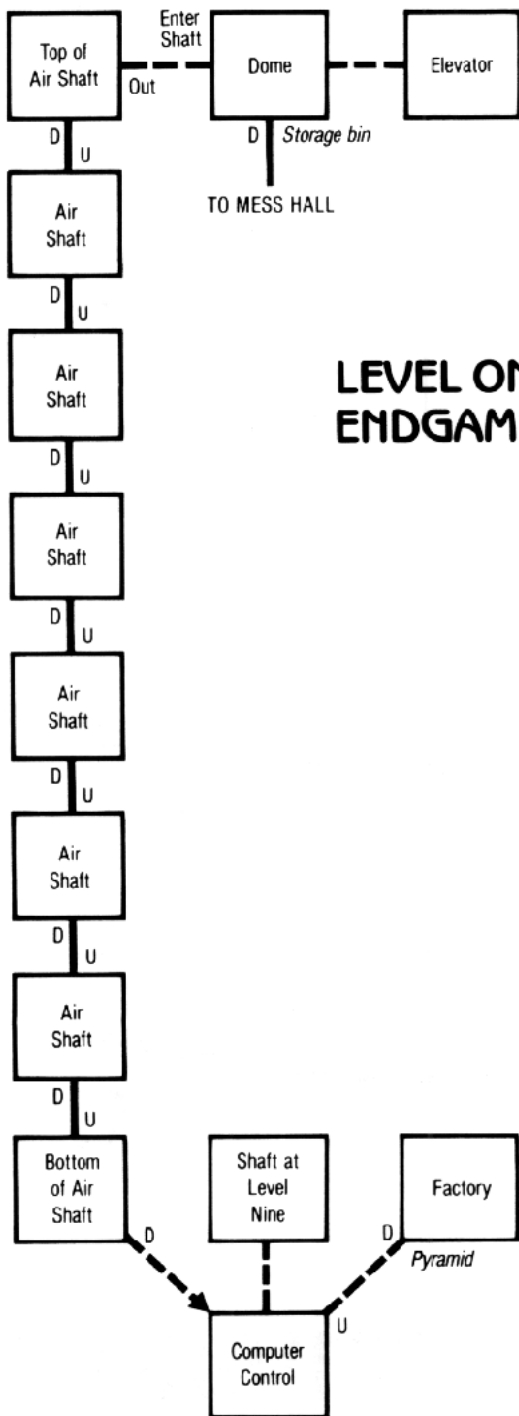 Top of
Air Shaft
Enter
Shaft
Out
Dome
Elevator
D
U
D
Storage bin
TO MESS HALL
Air
Shaft
D
U
LEVEL
ENDGAM
Air
Shaft
D
U
Air
Shaft
D
U
Air
Shaft
D
U
Air
Shaft
D
U
Air
Shaft
D
U
Bottom
of Air
Shaft
D
Shaft at
Level
Nine
Factory
D
Pyramid
U
Computer
Control